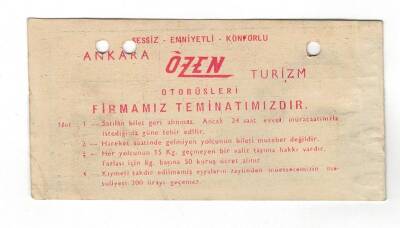 SESSİZ - EMNİYETLİ - KONFORLU
ANKARA ÖZEN TURİZM
OTOBÜSLERİ
FİRMAMIZ TEMİNATIMIZDIR.
Not: 1 — Satılan bilet geri alınmaz. Ancak 24 saat evvel müracaatınızla
istediğiniz güne tehir edilir.
2 — Hareket saatinde gelmiyen yolcunun bileti muteber değildir.
3 — Her yolcunun 15 Kg. geçmeyen bir valiz taşıma hakkı vardır.
Fazlası için Kg. başına 50 kuruş ücret alınır
4 — Kıymeti takdir edilmemiş eşyaların zayiinden müessesemizin me-
suliyeti 200 lirayı geçemez.